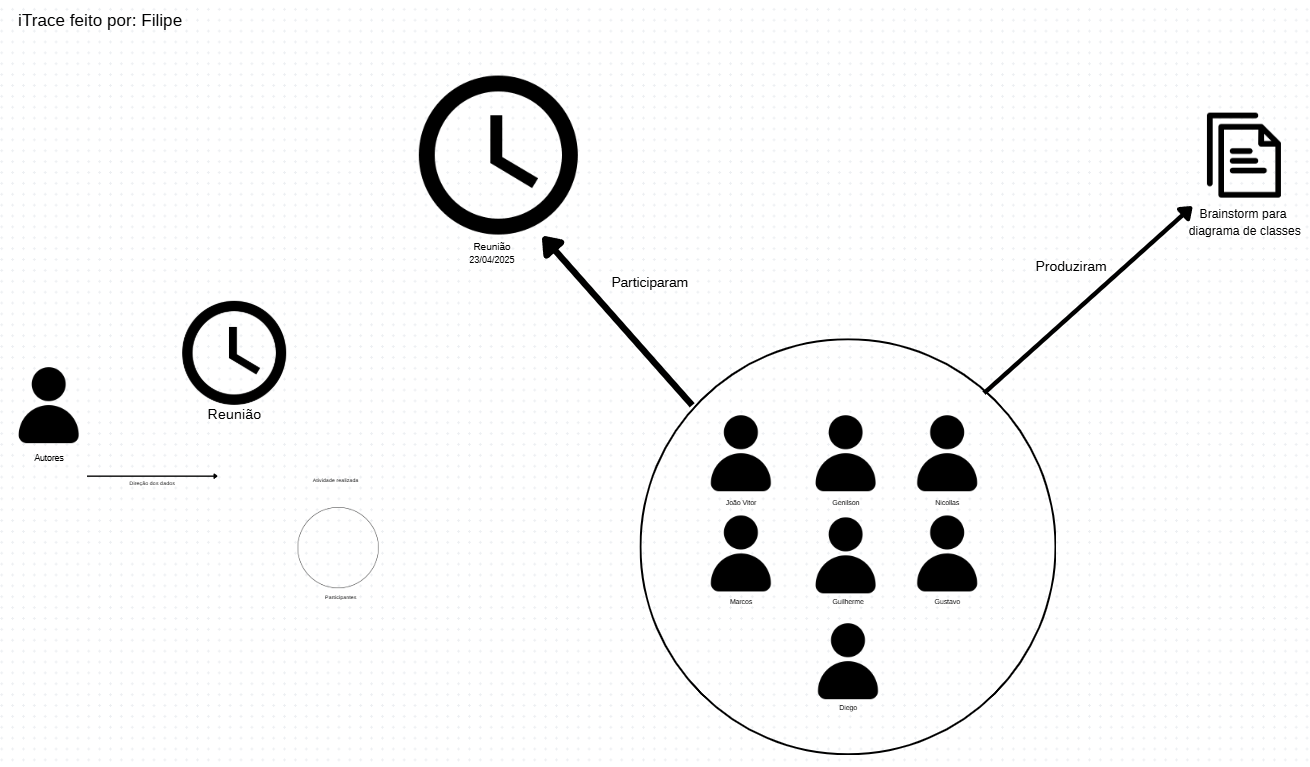 iTrace feito por: Filipe
Reunião
23/04/2025
Brainstorm para
diagrama de classes
Produziram
Participaram
Reunião
Autores
Direção dos dados
Atividade realizada
Participantes
João Vitor
Genilson
Nicollas
Marcos
Guilherme
Gustavo
Diego